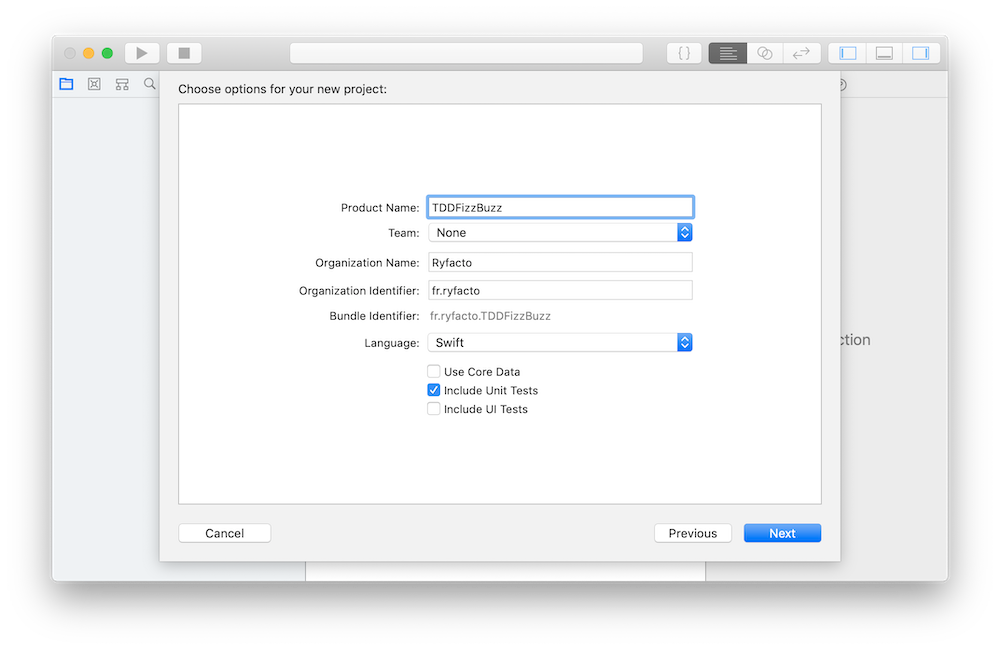 { }
Choose options for your new project:
Product Name: TDDFizzBuzz
Team: None
Organization Name: Ryfacto
Organization Identifier: fr.ryfacto
Bundle Identifier: fr.ryfacto.TDDFizzBuzz
Language: Swift
ction
Use Core Data
Include Unit Tests
Include UI Tests
Cancel Previous Next